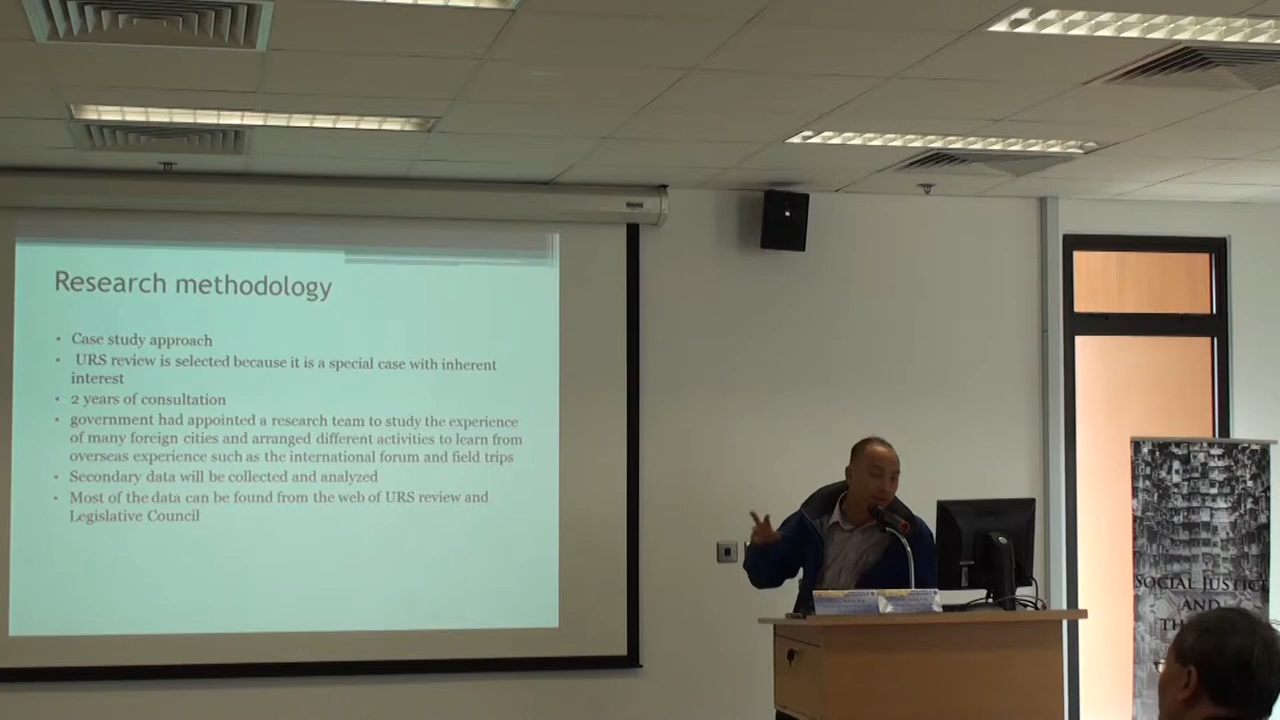 Research methodology
• Case study approach
• URS review is selected because it is a special case with inherent
interest
• 2 years of consultation
• government had appointed a research team to study the experience
of many foreign cities and arranged different activities to learn from
overseas experience such as the international forum and field trips
• Secondary data will be collected and analyzed
• Most of the data can be found from the web of URS review and
Legislative Council
SOCIAL JUSTICE
AND